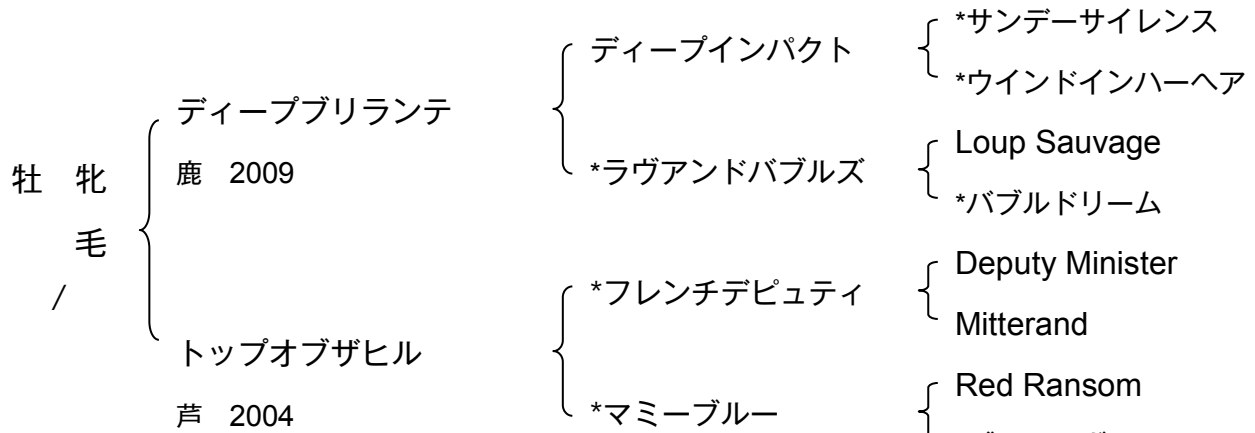 *サンデーサイレンス
ディープインパクト
*ウインドインハーヘア
ディープブリランテ
鹿 2009
牡 牝
毛
/
*ラヴアンドバブルズ
Loup Sauvage
*バブルドリーム
トップオブザヒル
芦 2004
*フレンチデピュティ
Deputy Minister
Mitterand
*マミーブルー
Red Ransom